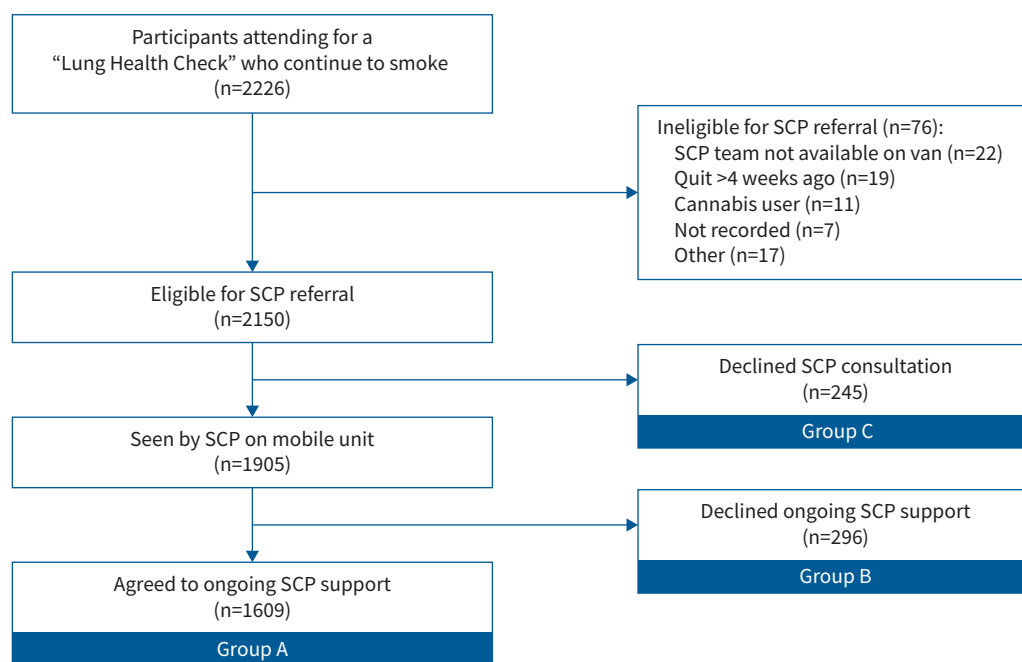 Participants attending for a
“Lung Health Check” who continue to smoke
(n=2226)
Ineligible for SCP referral (n=76):
SCP team not available on van (n=22)
Quit >4 weeks ago (n=19)
Cannabis user (n=11)
Not recorded (n=7)
Other (n=17)
Eligible for SCP referral
(n=2150)
Declined SCP consultation
(n=245)
Group C
Seen by SCP on mobile unit
(n=1905)
Declined ongoing SCP support
(n=296)
Group B
Agreed to ongoing SCP support
(n=1609)
Group A